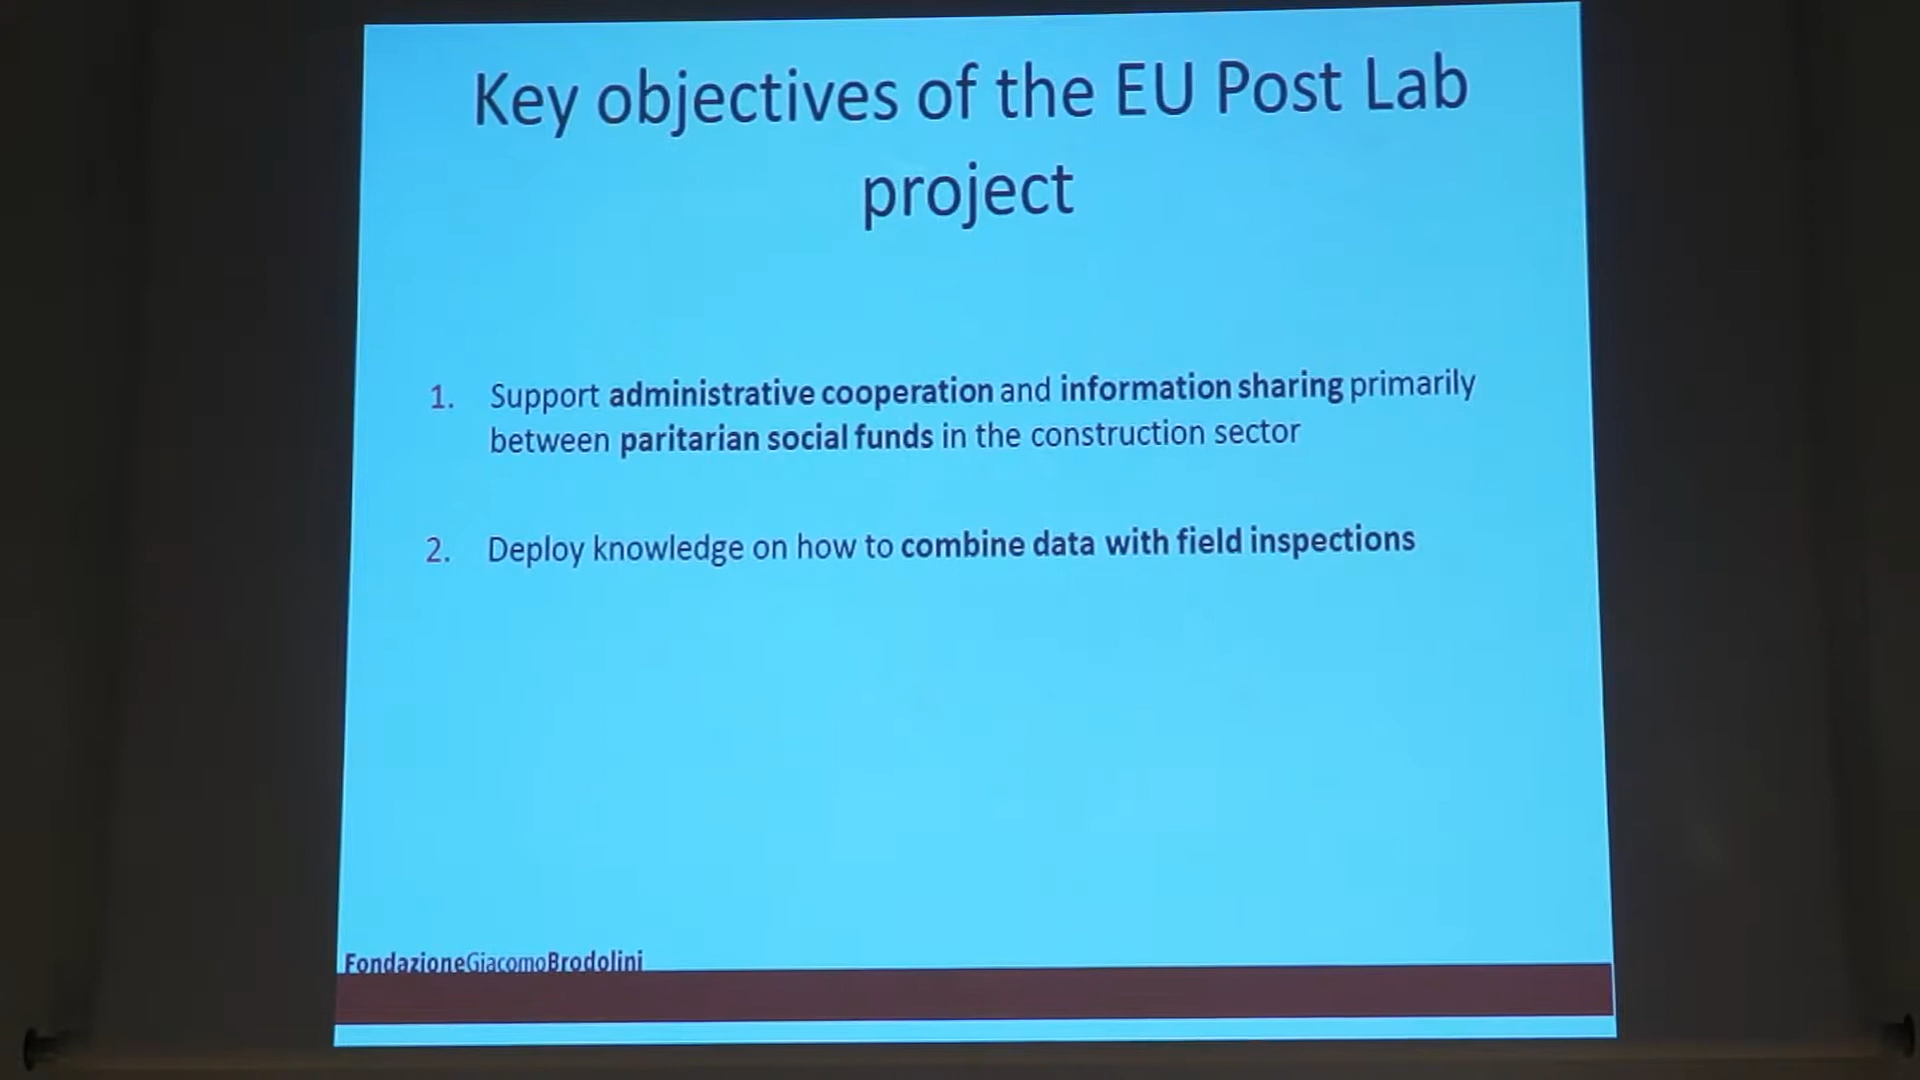 Key objectives of the EU Post Lab
project
1. Support administrative cooperation and information sharing primarily
between paritarian social funds in the construction sector
2. Deploy knowledge on how to combine data with field inspections
FondazioneGiacomoBrodolini